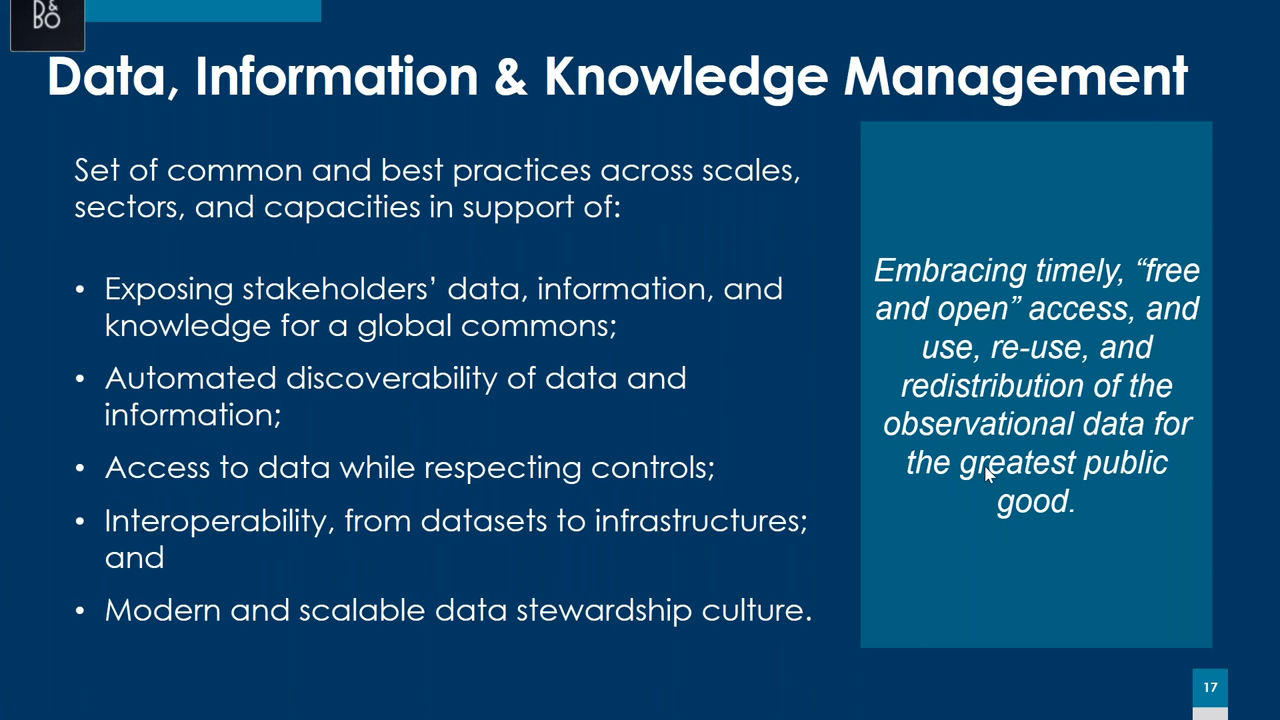 B&
BO
Data, Information & Knowledge Management
Set of common and best practices across scales,
sectors, and capacities in support of:
• Exposing stakeholders’ data, information, and
knowledge for a global commons;
• Automated discoverability of data and
information;
• Access to data while respecting controls;
• Interoperability, from datasets to infrastructures;
and
• Modern and scalable data stewardship culture.
Embracing timely, “free
and open” access, and
use, re-use, and
redistribution of the
observational data for
the greatest public
good.
17